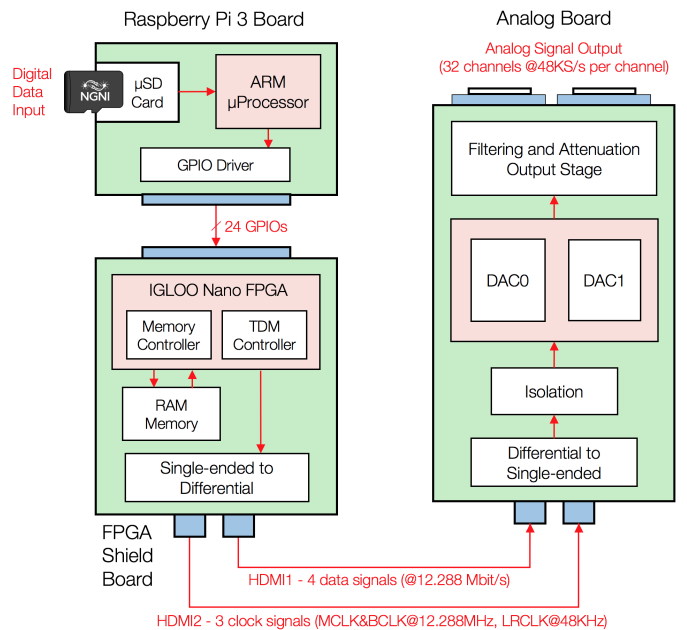 Raspberry Pi 3 Board
Analog Board
Analog Signal Output
(32 channels @48KS/s per channel)
Digital
Data
Input
NGNI
µSD
Card
ARM
µProcessor
GPIO Driver
24 GPIOs
IGLOO Nano FPGA
Memory
Controller
TDM
Controller
RAM
Memory
Single-ended to
Differential
FPGA
Shield
Board
Filtering and Attenuation
Output Stage
DAC0
DAC1
Isolation
Differential to
Single-ended
HDMI1 - 4 data signals (@12.288 Mbit/s)
HDMI2 - 3 clock signals (MCLK&BCLK@12.288MHz, LRCLK@48KHz)